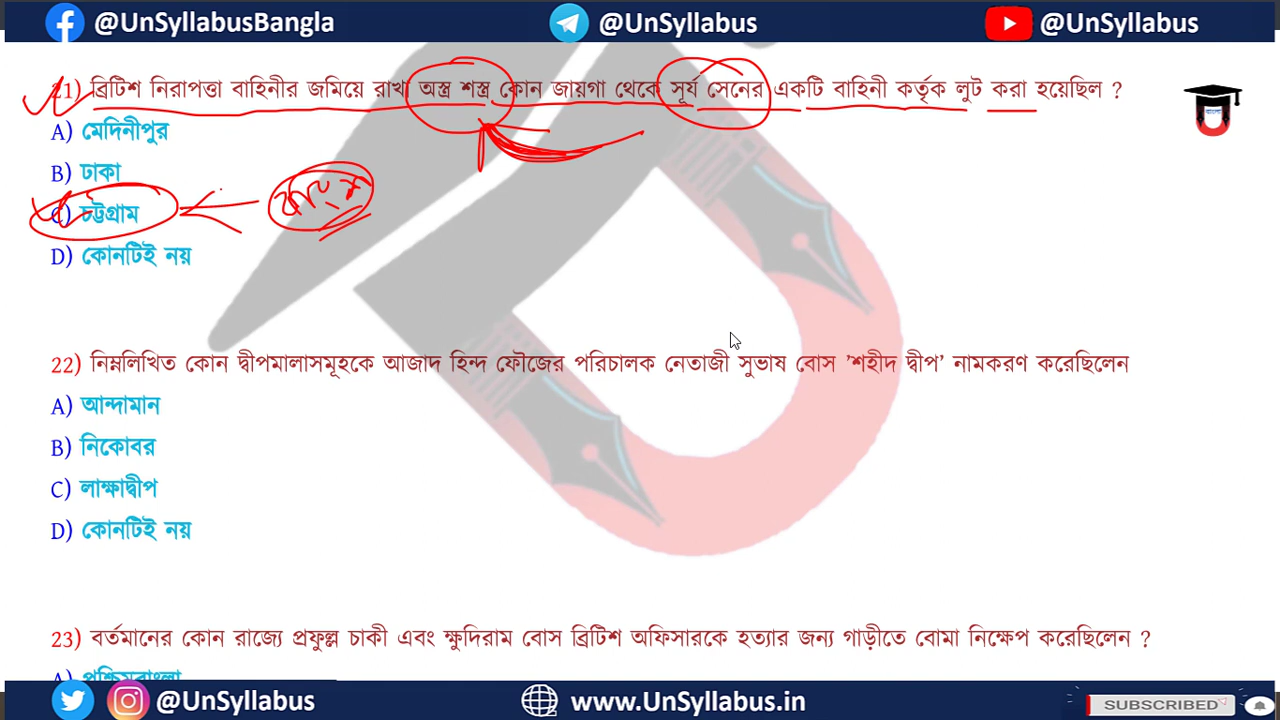 @UnSyllabusBangla @UnSyllabus @UnSyllabus
21) ব্রিটিশ নিরাপত্তা বাহিনীর জমিয়ে রাখা অস্ত্র শস্ত্র কোন জায়গা থেকে সূর্য সেনের একটি বাহিনী কর্তৃক লুট করা হয়েছিল ?
A) মেদিনীপুর
B) ঢাকা
C) চট্টগ্রাম
D) কোনটিই নয়
22) নিম্নলিখিত কোন দ্বীপমালাসমূহকে আজাদ হিন্দ ফৌজের পরিচালক নেতাজী সুভাষ বোস ’শহীদ দ্বীপ’ নামকরণ করেছিলেন
A) আন্দামান
B) নিকোবর
C) লাক্ষাদ্বীপ
D) কোনটিই নয়
23) বর্তমানের কোন রাজ্যে প্রফুল্ল চাকী এবং ক্ষুদিরাম বোস ব্রিটিশ অফিসারকে হত্যার জন্য গাড়ীতে বোমা নিক্ষেপ করেছিলেন ?
A) পশ্চিমবাংলা
@UnSyllabus www.UnSyllabus.in SUBSCRIBED